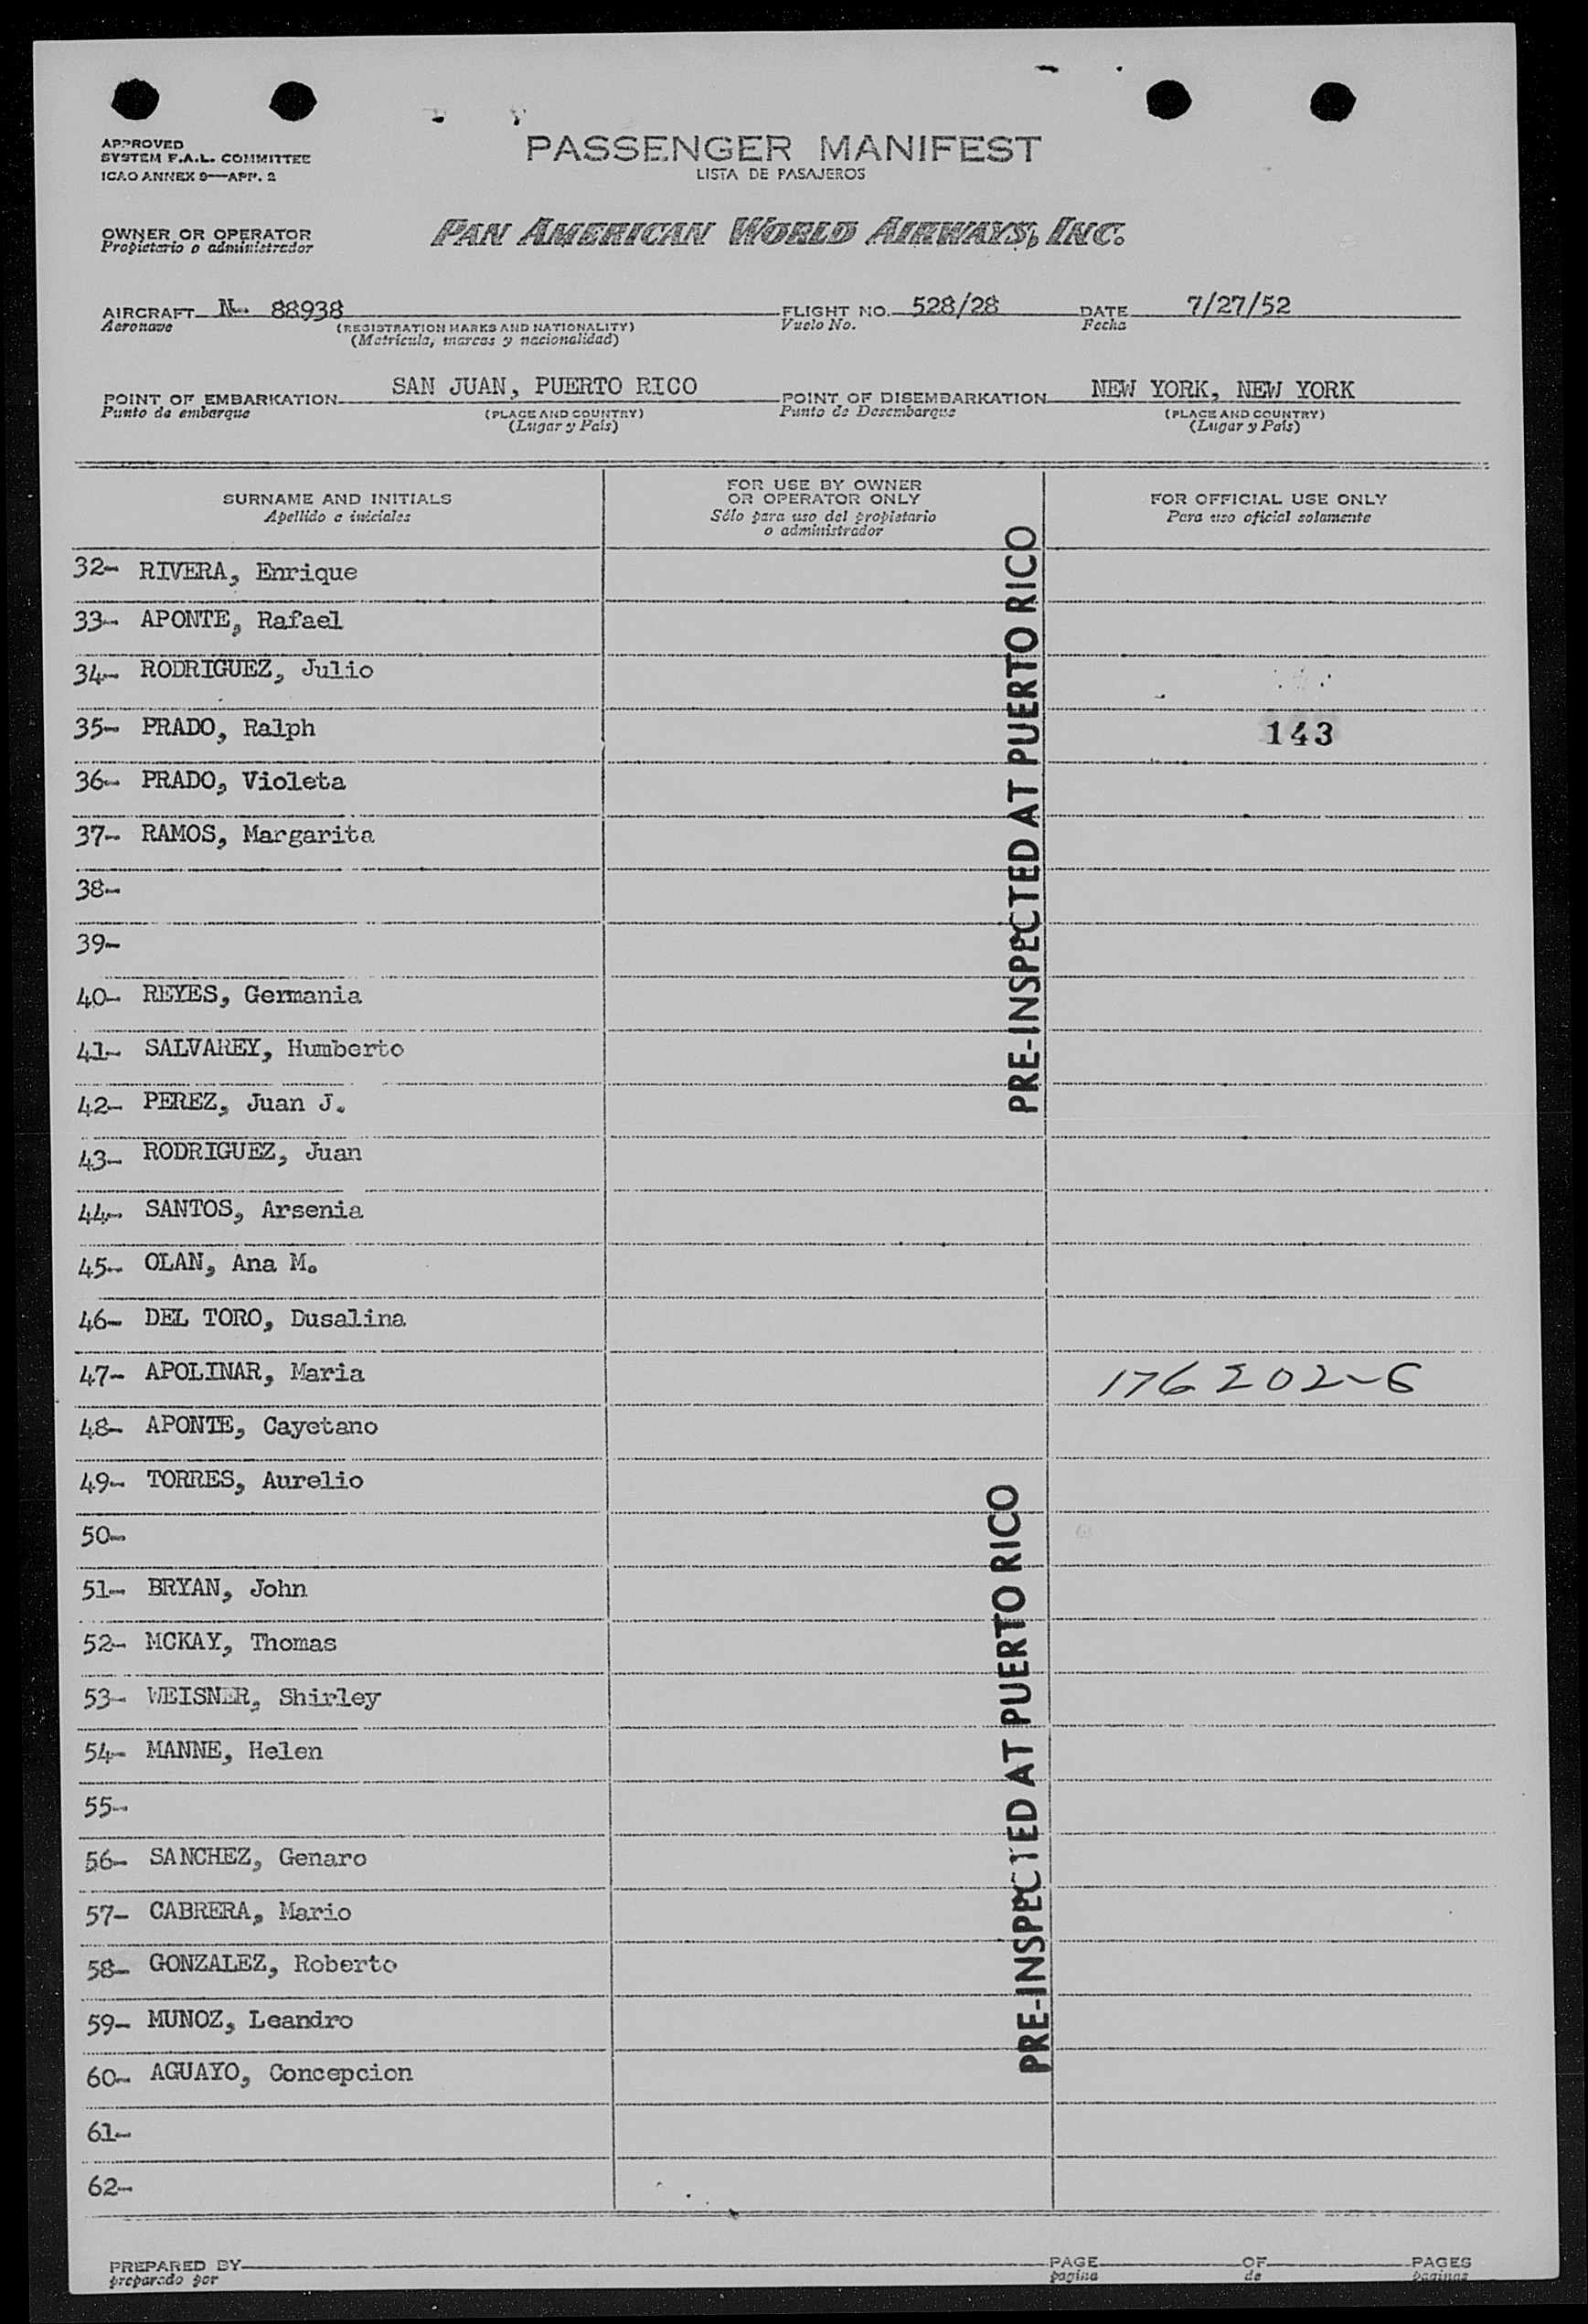 APPROVED
SYSTEM F.A.L. COMMITTEE
ICAO ANNEX 9—APP. 2
PASSENGER MANIFEST
LISTA DE PASAJEROS
OWNER OR OPERATOR
Propietario o administrador
PAN AMERICAN WORLD AIRWAYS, INC.
AIRCRAFT N- 88938 FLIGHT NO. 528/28 DATE 7/27/52
Aeronave (REGISTRATION MARKS AND NATIONALITY) Vuelo No. Fecha
(Matrícula, marcas y nacionalidad)
POINT OF EMBARKATION SAN JUAN, PUERTO RICO POINT OF DISEMBARKATION NEW YORK, NEW YORK
Punto de embarque (PLACE AND COUNTRY) Punto de Desembarque (PLACE AND COUNTRY)
(Lugar y País) (Lugar y País)
SURNAME AND INITIALS
Apellido e iniciales
FOR USE BY OWNER
OR OPERATOR ONLY
Sólo para uso del propietario
o administrador
FOR OFFICIAL USE ONLY
Para uso oficial solamente
32- RIVERA, Enrique
33- APONTE, Rafael
34- RODRIGUEZ, Julio
35- PRADO, Ralph 143
36- PRADO, Violeta
37- RAMOS, Margarita
38-
39-
40- REYES, Germania
41- SALVAREY, Humberto
42- PEREZ, Juan J.
43- RODRIGUEZ, Juan
44- SANTOS, Arsenia
45- OLAN, Ana M.
46- DEL TORO, Dusalina
47- APOLINAR, Maria 176202-6
48- APONTE, Cayetano
49- TORRES, Aurelio
50-
51- BRYAN, John
52- MCKAY, Thomas
53- WEISNER, Shirley
54- MANNE, Helen
55-
56- SANCHEZ, Genaro
57- CABRERA, Mario
58- GONZALEZ, Roberto
59- MUNOZ, Leandro
60- AGUAYO, Concepcion
61-
62-
PRE-INSPECTED AT PUERTO RICO
PRE-INSPECTED AT PUERTO RICO
PREPARED BY PAGE OF PAGES
preparado por pagina de paginas